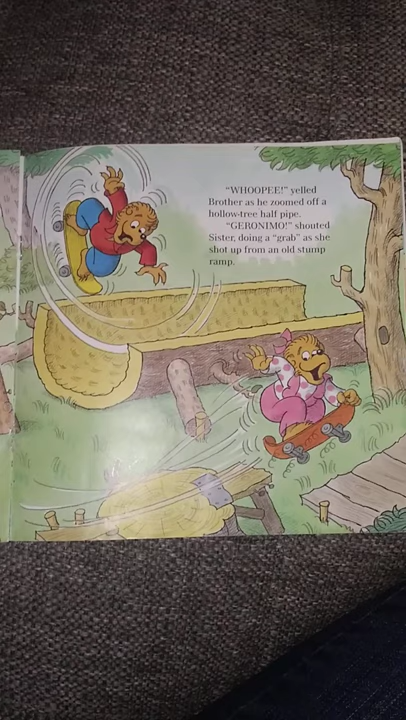 "WHOOPEE!" yelled
Brother as he zoomed off a
hollow-tree half pipe.
"GERONIMO!" shouted
Sister, doing a "grab" as she
shot up from an old stump
ramp.